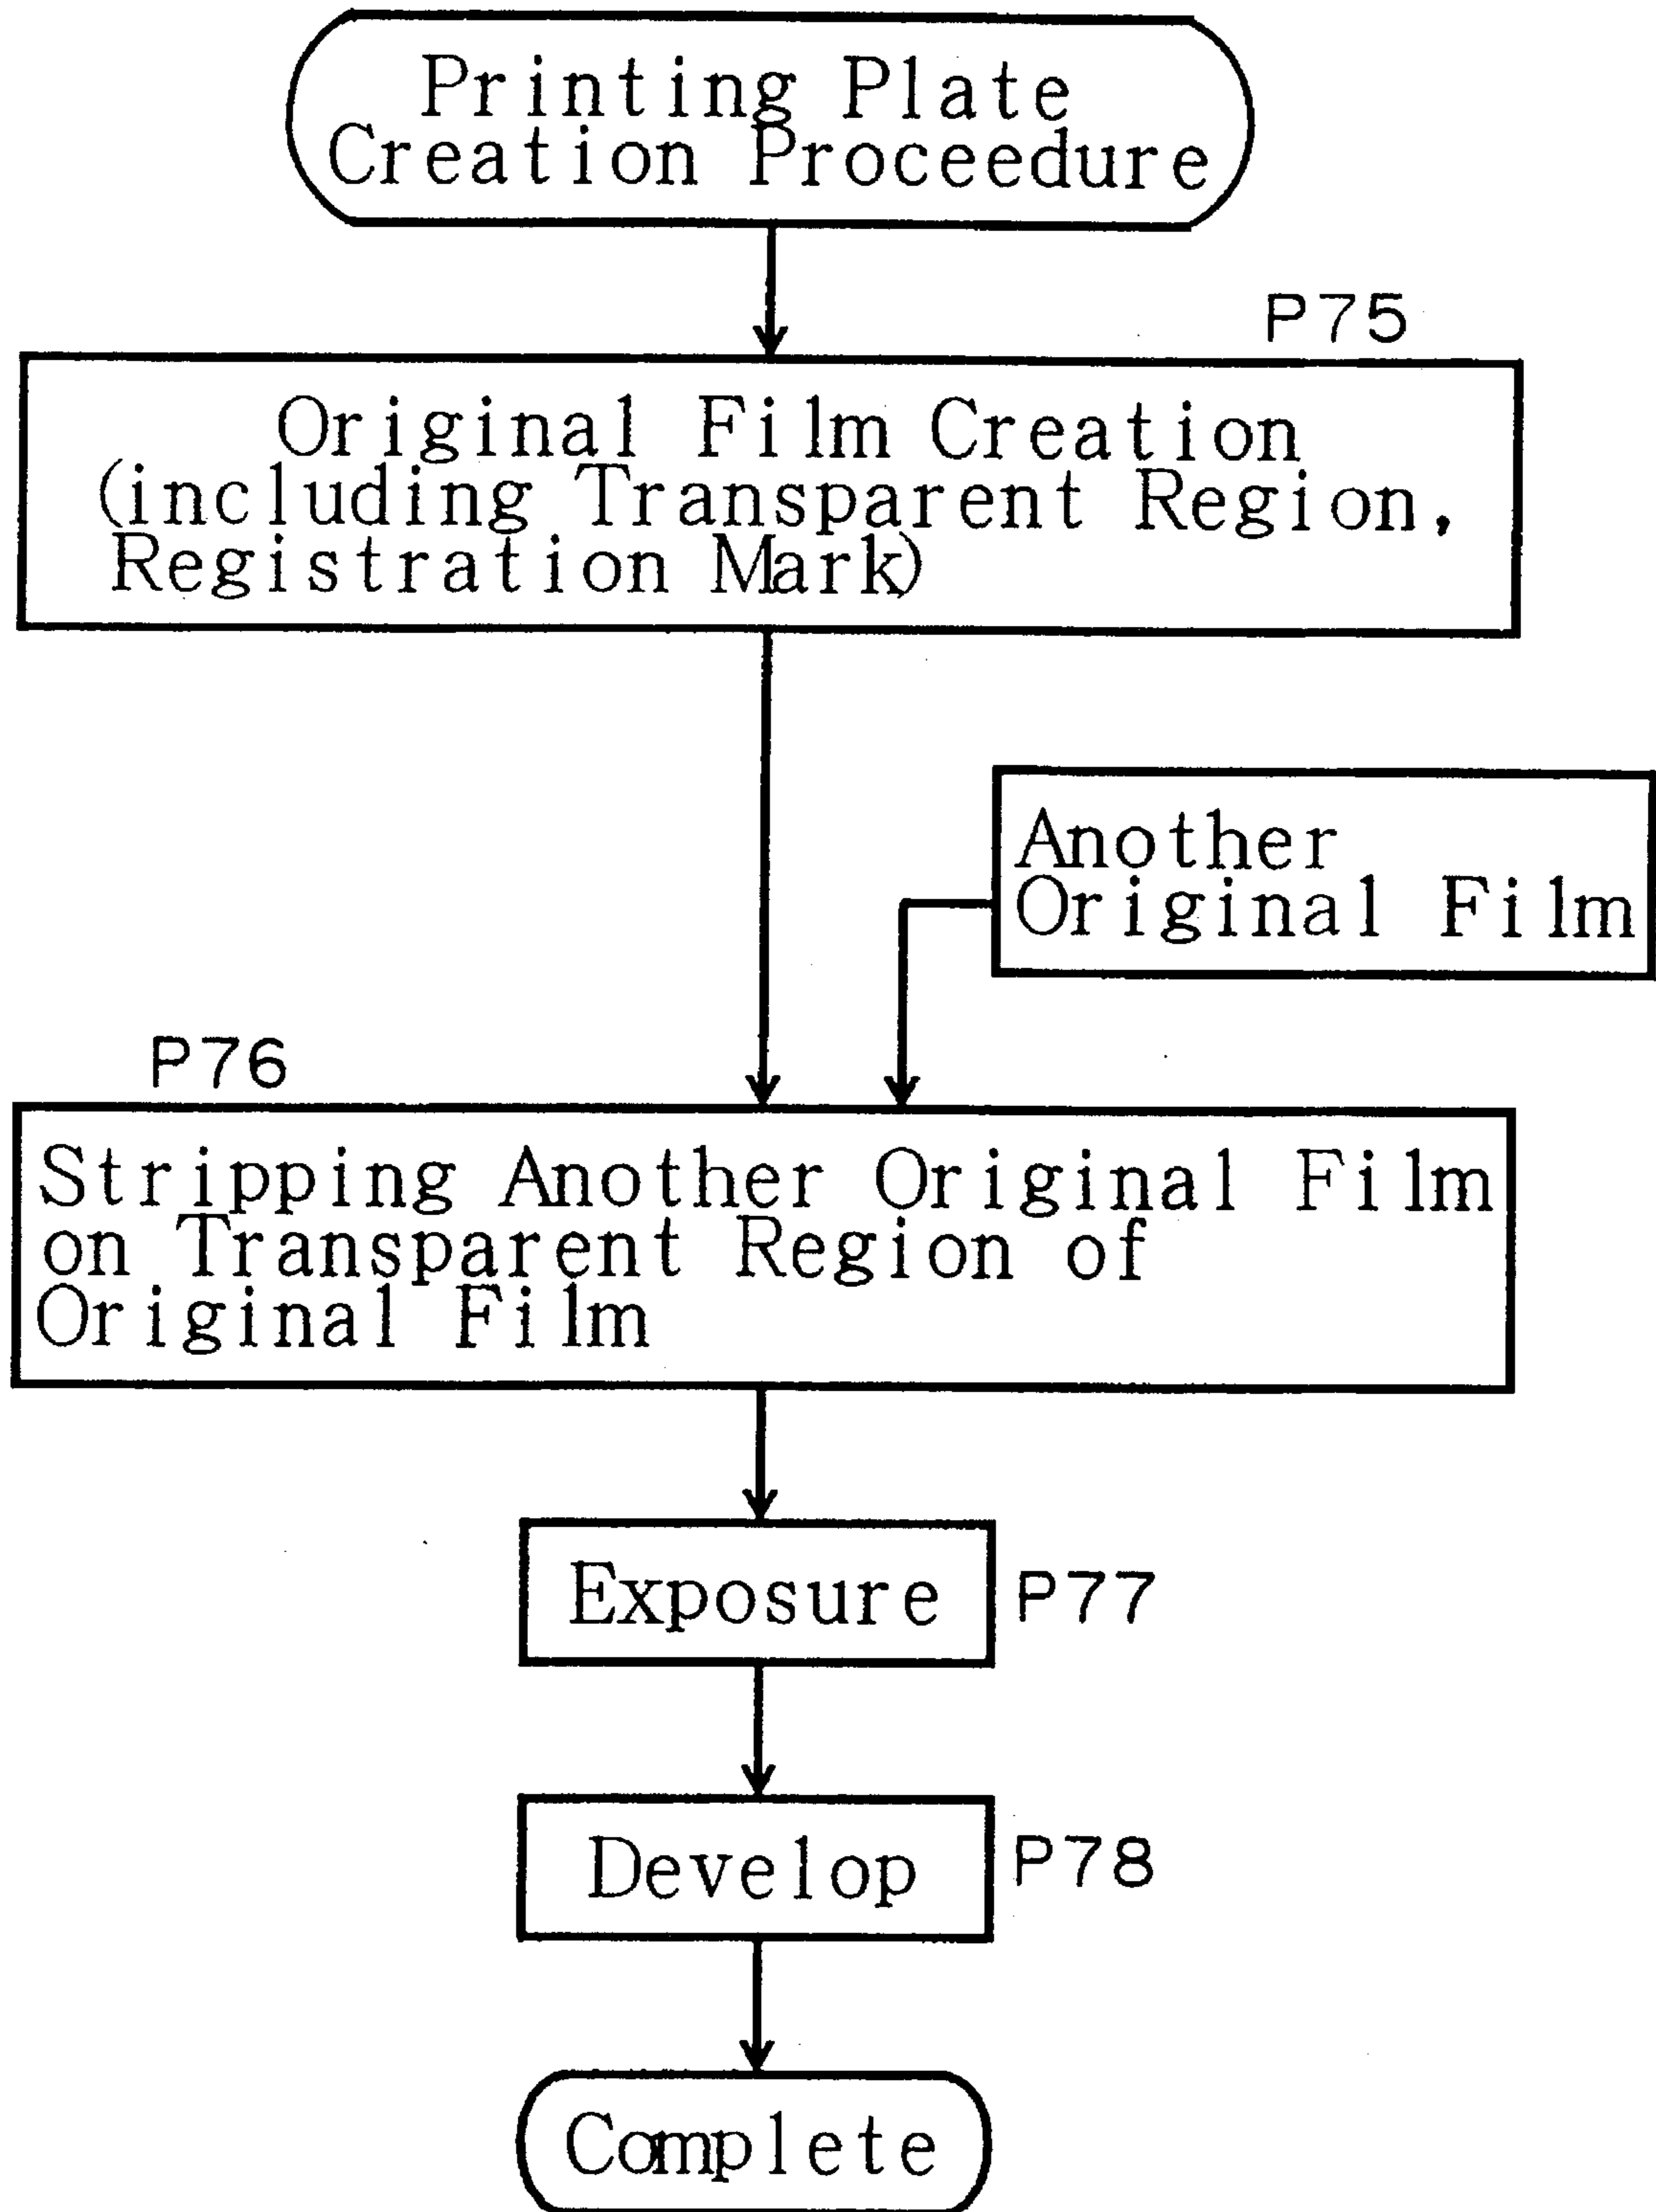 Printing Plate
Creation Proceedure
P75
Original Film Creation
(including Transparent Region,
Registration Mark)
Another
Original Film
P76
Stripping Another Original Film
on Transparent Region of
Original Film
Exposure
P77
Develop
P78
Complete